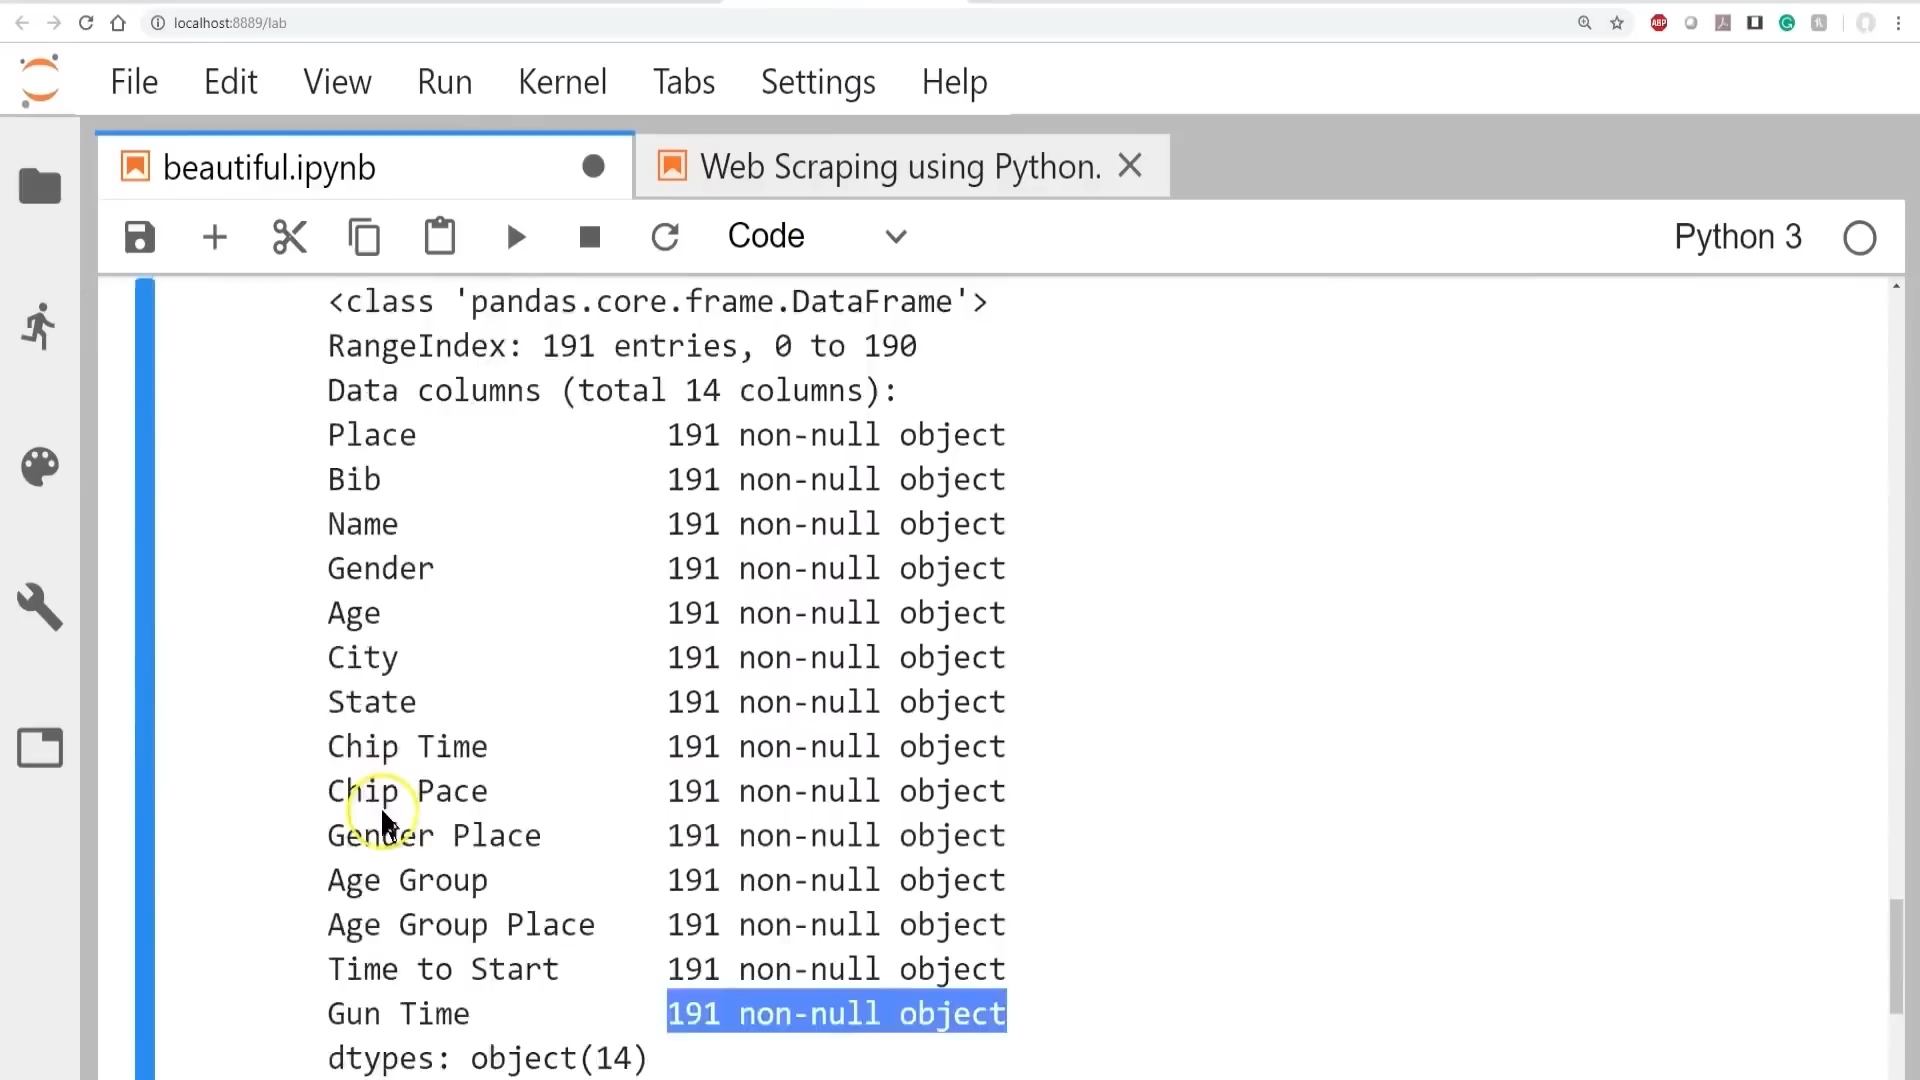 localhost:8889/lab
ABP
File Edit View Run Kernel Tabs Settings Help
beautiful.ipynb Web Scraping using Python.
Code Python 3
<class 'pandas.core.frame.DataFrame'>
RangeIndex: 191 entries, 0 to 190
Data columns (total 14 columns):
Place 191 non-null object
Bib 191 non-null object
Name 191 non-null object
Gender 191 non-null object
Age 191 non-null object
City 191 non-null object
State 191 non-null object
Chip Time 191 non-null object
Chip Pace 191 non-null object
Gender Place 191 non-null object
Age Group 191 non-null object
Age Group Place 191 non-null object
Time to Start 191 non-null object
Gun Time 191 non-null object
dtypes: object(14)